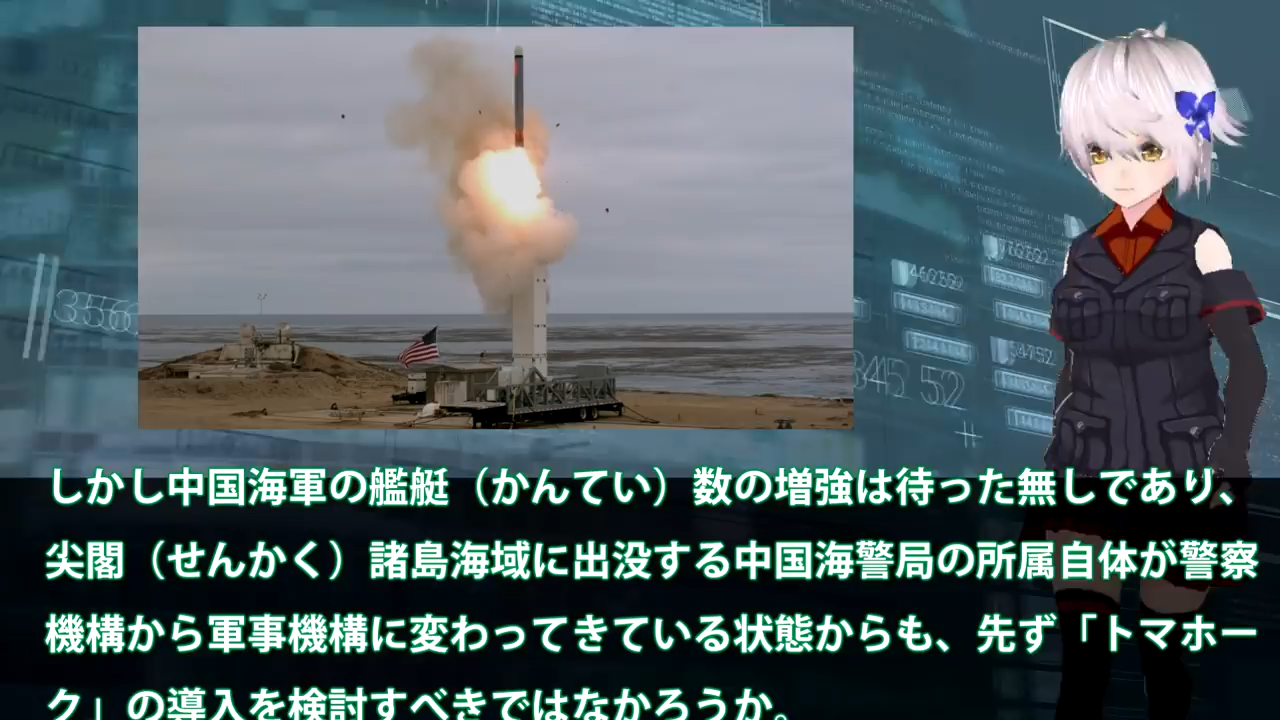 しかし中国海軍の艦艇（かんてい）数の増強は待った無しであり、
尖閣（せんかく）諸島海域に出没する中国海警局の所属自体が警察
機構から軍事機構に変わってきている状態からも、先ず「トマホー
ク」の導入を検討すべきではなかろうか。